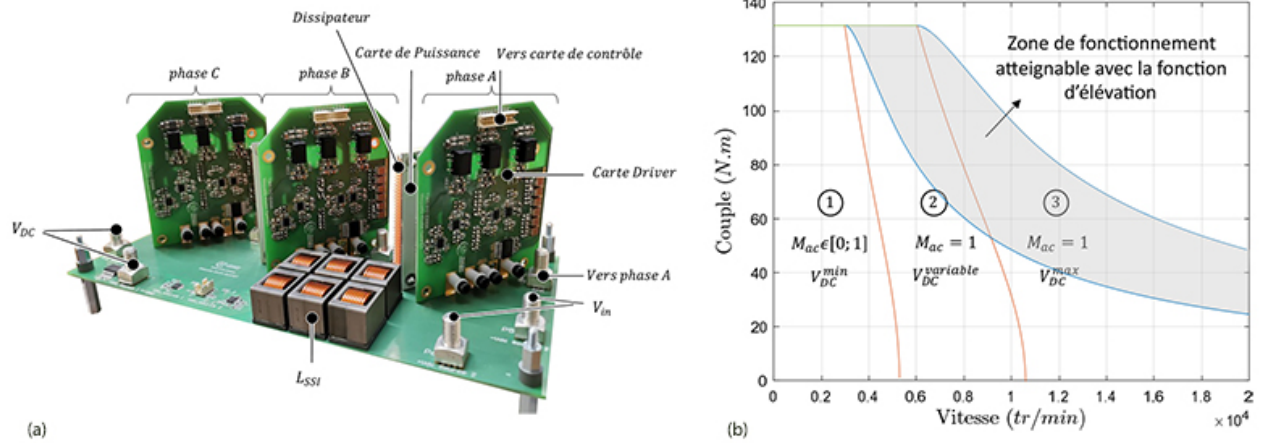 Dissipateur
Carte de Puissance
Vers carte de contrôle
phase C
phase B
phase A
Carte Driver
V_DC
Vers phase A
V_in
L_SSI
(a)
140
120
100
80
60
40
20
0
Couple (N.m)
Zone de fonctionnement
atteignable avec la fonction
d'élévation
1
2
3
M_ac ϵ[0; 1]
M_ac = 1
M_ac = 1
V_DC^min
V_DC^variable
V_DC^max
0 0.2 0.4 0.6 0.8 1 1.2 1.4 1.6 1.8 2
Vitesse (tr/min)
×10^4
(b)